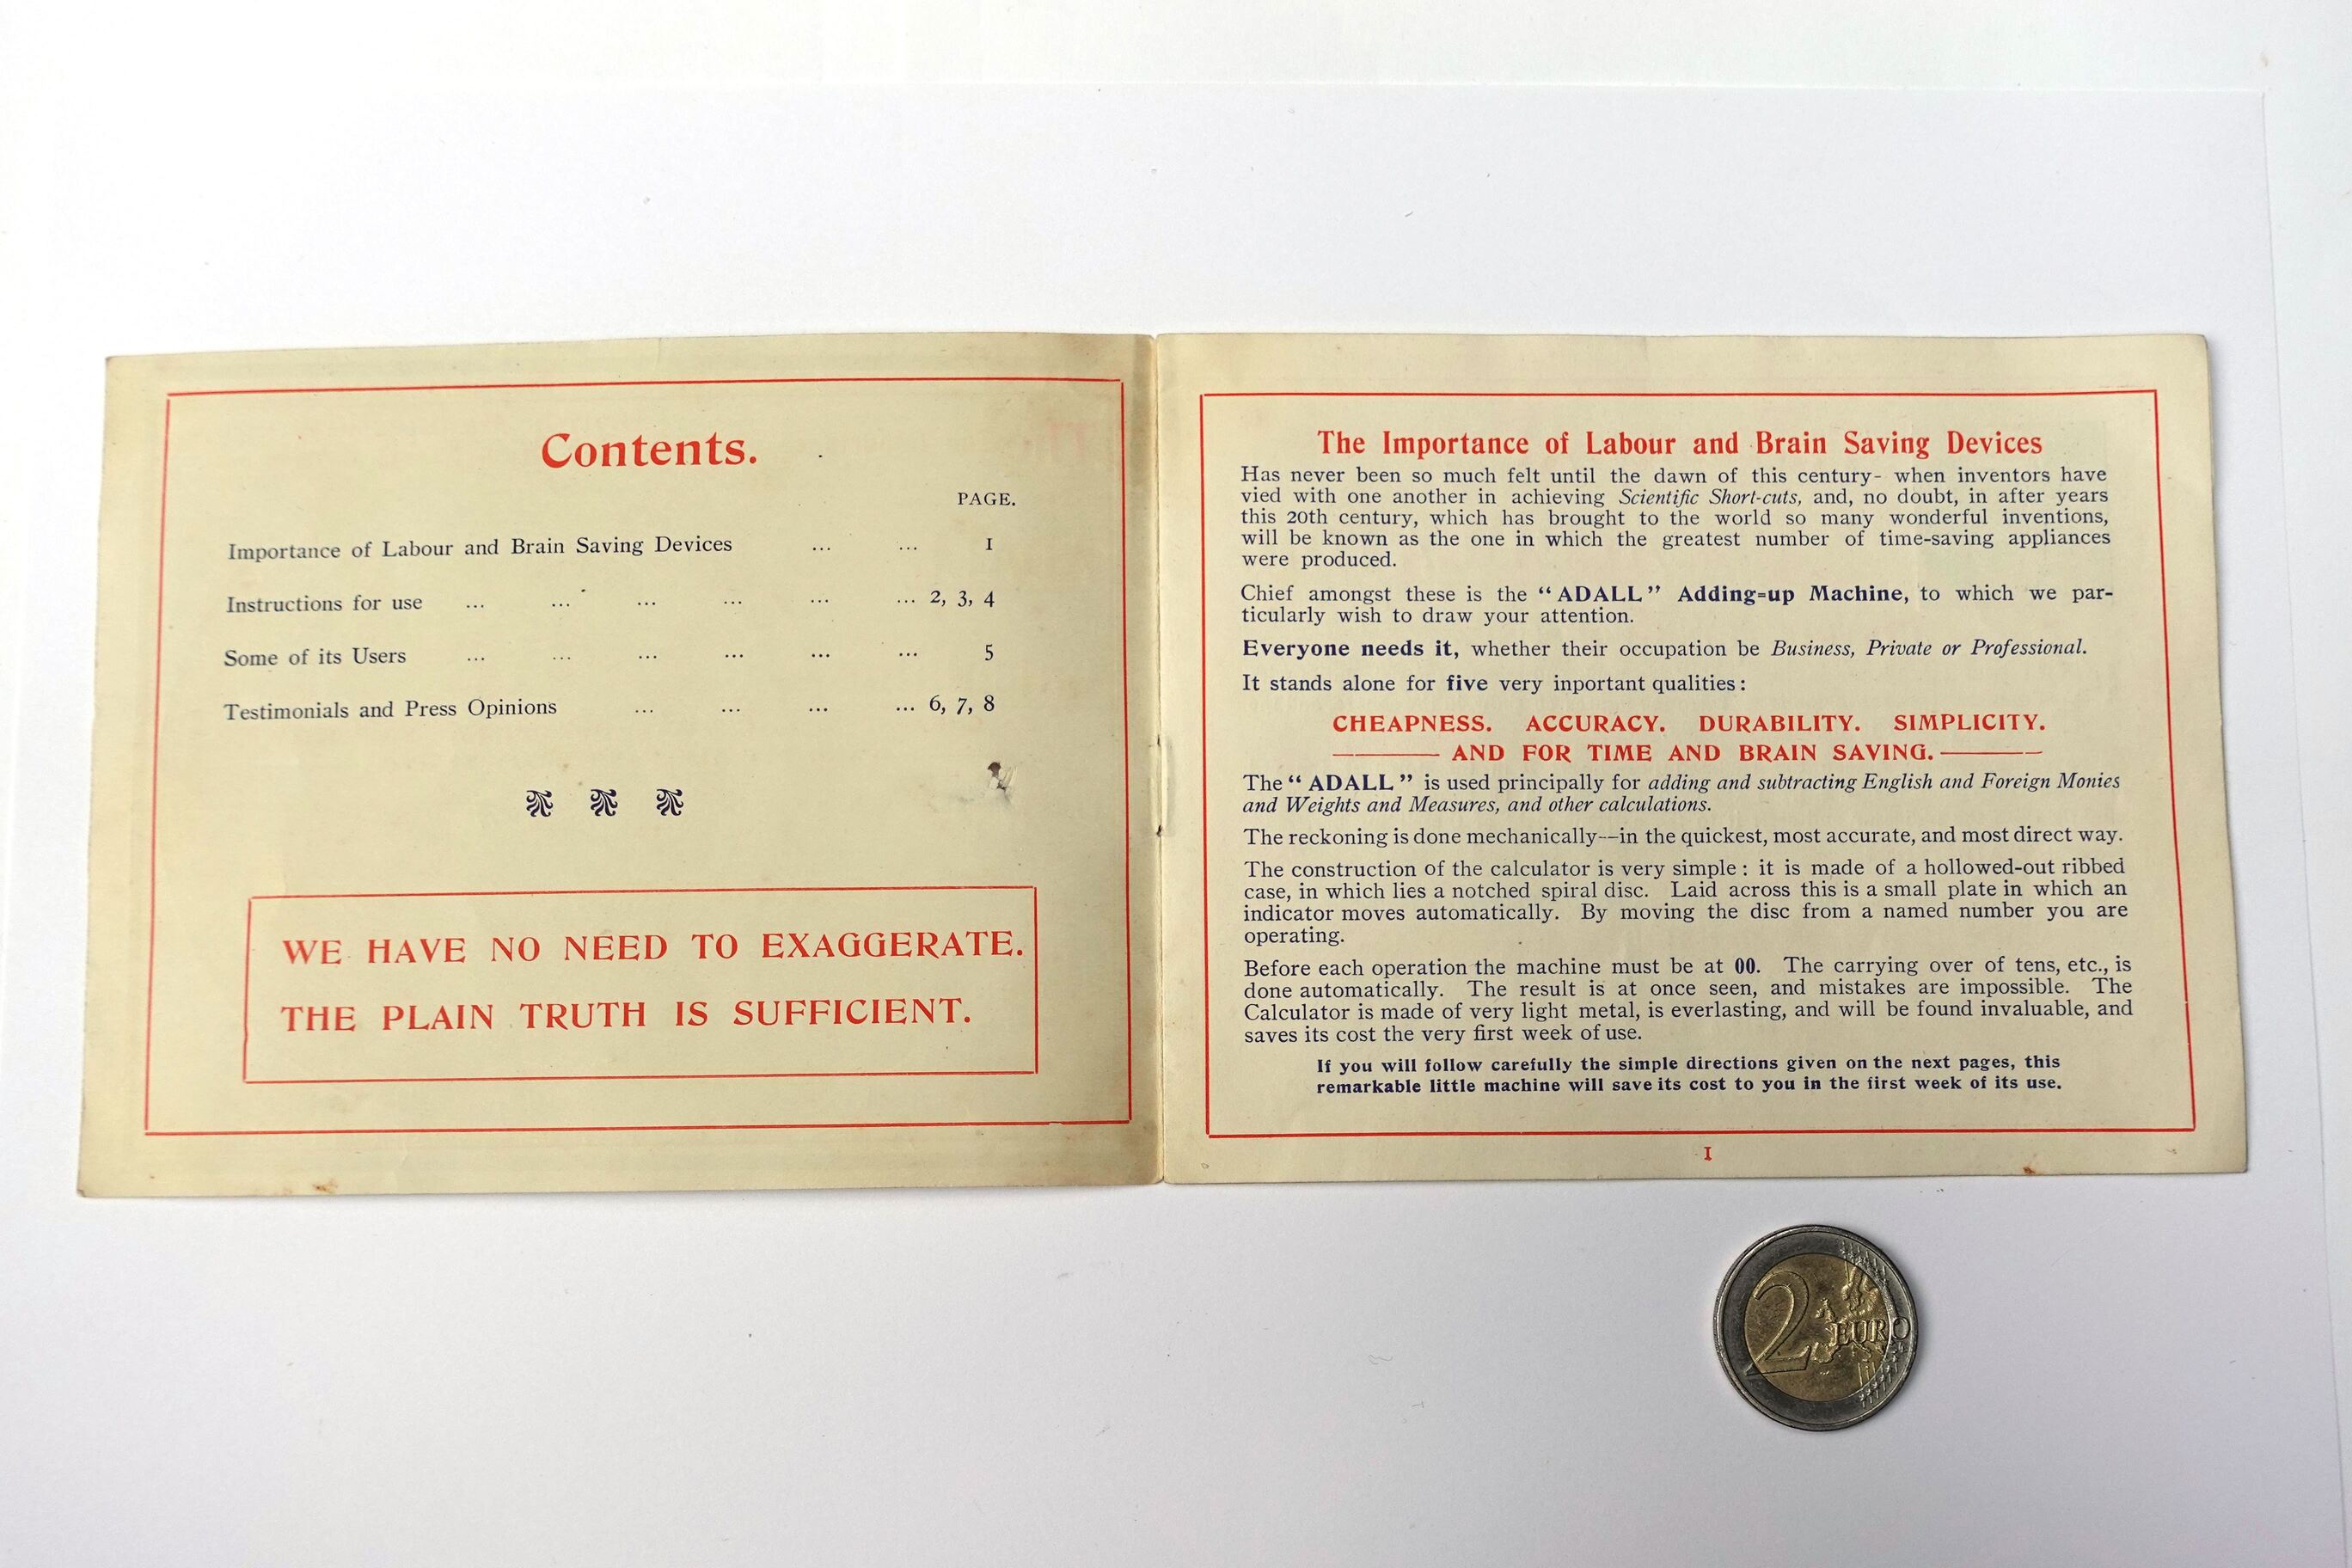 Contents.
PAGE.
Importance of Labour and Brain Saving Devices ... ... 1
Instructions for use ... ... ... ... ... ... 2, 3, 4
Some of its Users ... ... ... ... ... ... 5
Testimonials and Press Opinions ... ... ... ... 6, 7, 8
WE HAVE NO NEED TO EXAGGERATE.
THE PLAIN TRUTH IS SUFFICIENT.
The Importance of Labour and Brain Saving Devices
Has never been so much felt until the dawn of this century- when inventors have
vied with one another in achieving Scientific Short-cuts, and, no doubt, in after years
this 20th century, which has brought to the world so many wonderful inventions,
will be known as the one in which the greatest number of time-saving appliances
were produced.
Chief amongst these is the “ADALL” Adding-up Machine, to which we par-
ticularly wish to draw your attention.
Everyone needs it, whether their occupation be Business, Private or Professional.
It stands alone for five very inportant qualities:
CHEAPNESS. ACCURACY. DURABILITY. SIMPLICITY.
AND FOR TIME AND BRAIN SAVING.
The “ADALL” is used principally for adding and subtracting English and Foreign Monies
and Weights and Measures, and other calculations.
The reckoning is done mechanically—in the quickest, most accurate, and most direct way.
The construction of the calculator is very simple: it is made of a hollowed-out ribbed
case, in which lies a notched spiral disc. Laid across this is a small plate in which an
indicator moves automatically. By moving the disc from a named number you are
operating.
Before each operation the machine must be at 00. The carrying over of tens, etc., is
done automatically. The result is at once seen, and mistakes are impossible. The
Calculator is made of very light metal, is everlasting, and will be found invaluable, and
saves its cost the very first week of use.
If you will follow carefully the simple directions given on the next pages, this
remarkable little machine will save its cost to you in the first week of its use.
1
2 EURO